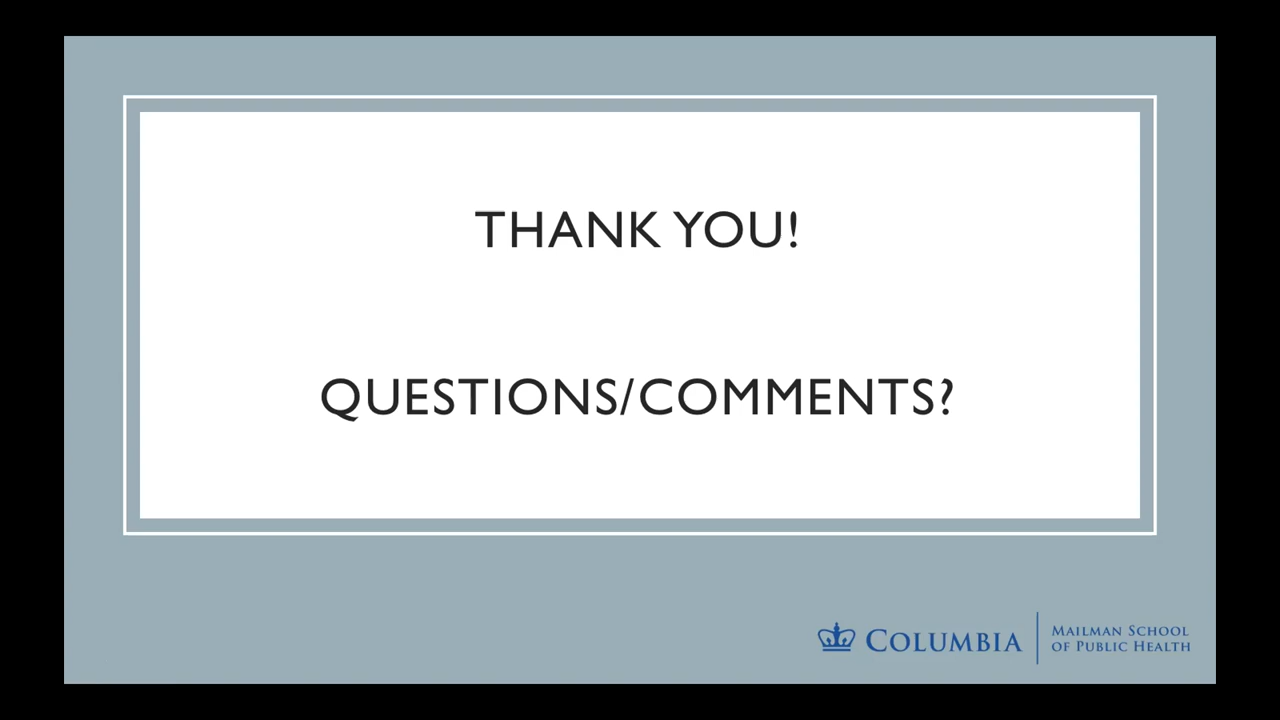 THANK YOU!
QUESTIONS/COMMENTS?
COLUMBIA
MAILMAN SCHOOL
OF PUBLIC HEALTH